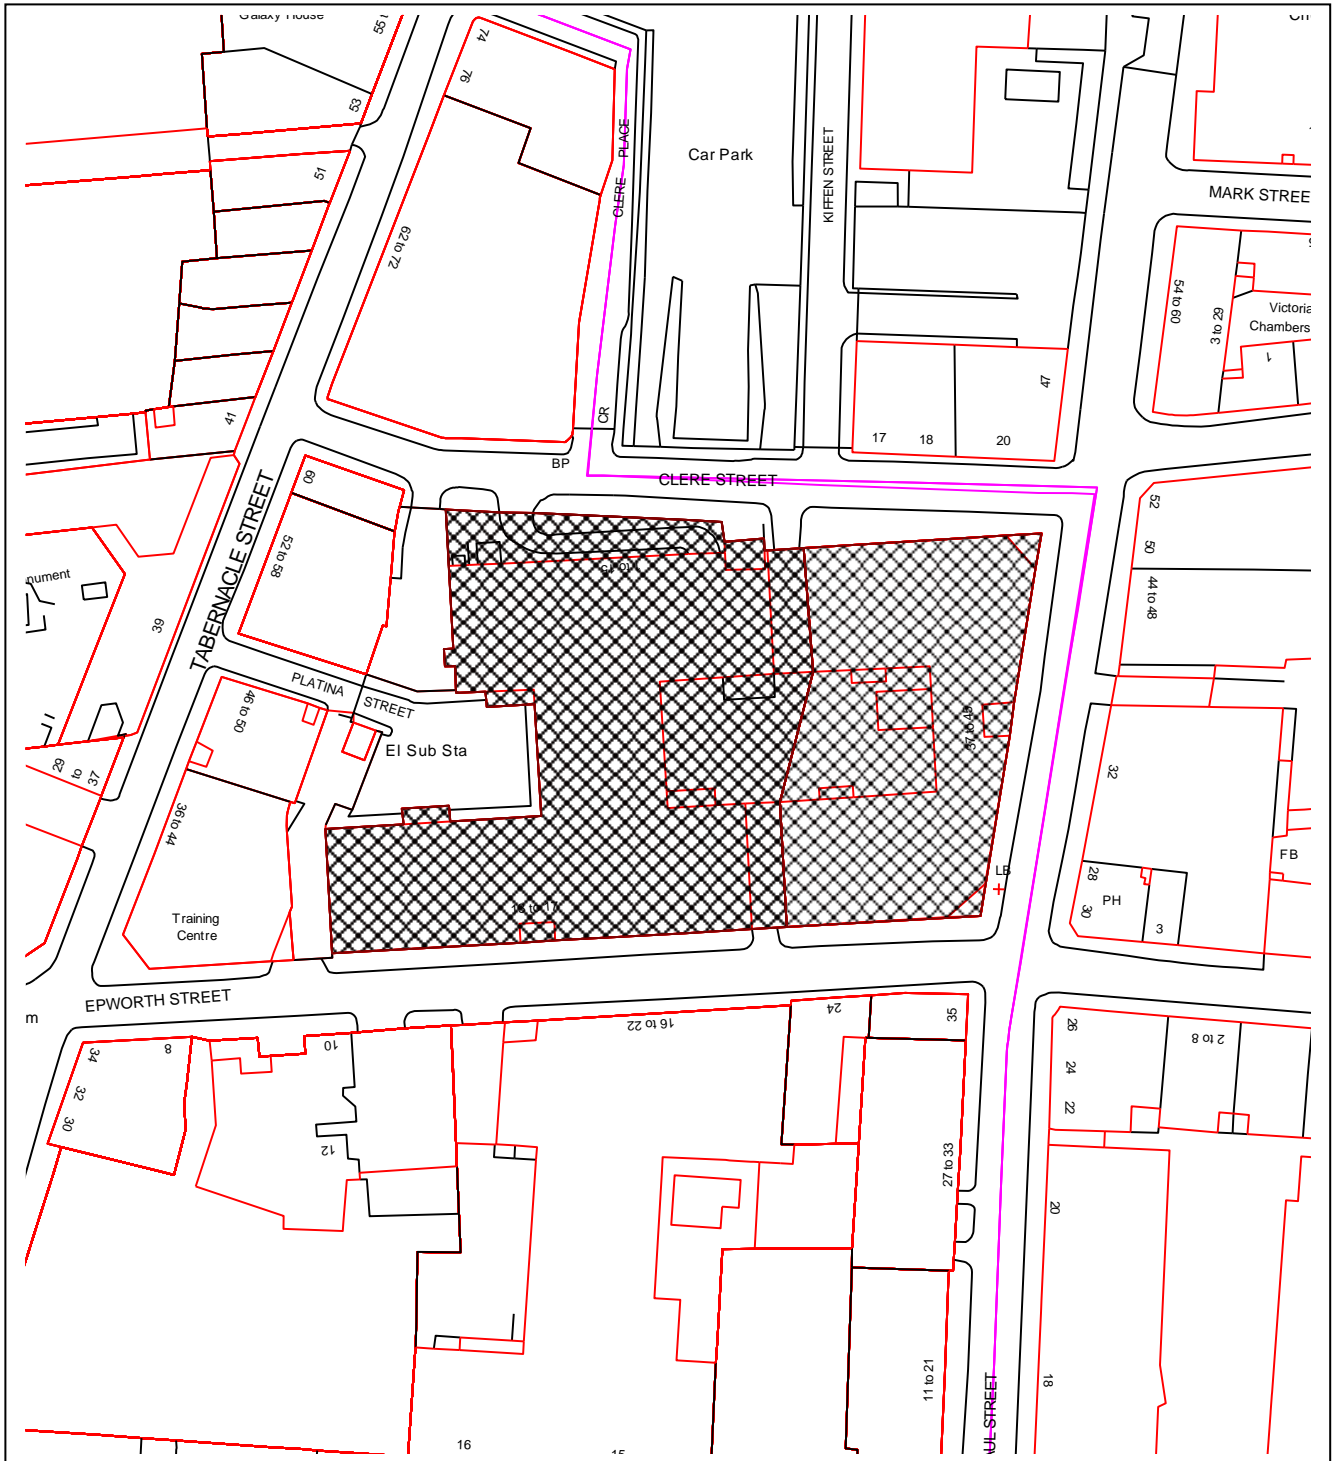 Galaxy House
55
74
76
53
Car Park
CLERE PLACE
KIFFEN STREET
51
MARK STREE
62 to 72
54 to 60
3 to 29
Victoria
Chambers
1
47
41
CR
17
18
20
BP
CLERE STREET
60
52
TABERNACLE STREET
52 to 58
50
nument
44 to 48
39
PLATINA STREET
46 to 50
El Sub Sta
37 to 45
29
to
37
32
36 to 44
FB
LB
28
PH
30
3
Training
Centre
EPWORTH STREET
m
16 to 22
24
35
26
2 to 8
34
8
10
24
32
22
30
12
27 to 33
20
11 to 21
18
AUL STREET
16
15